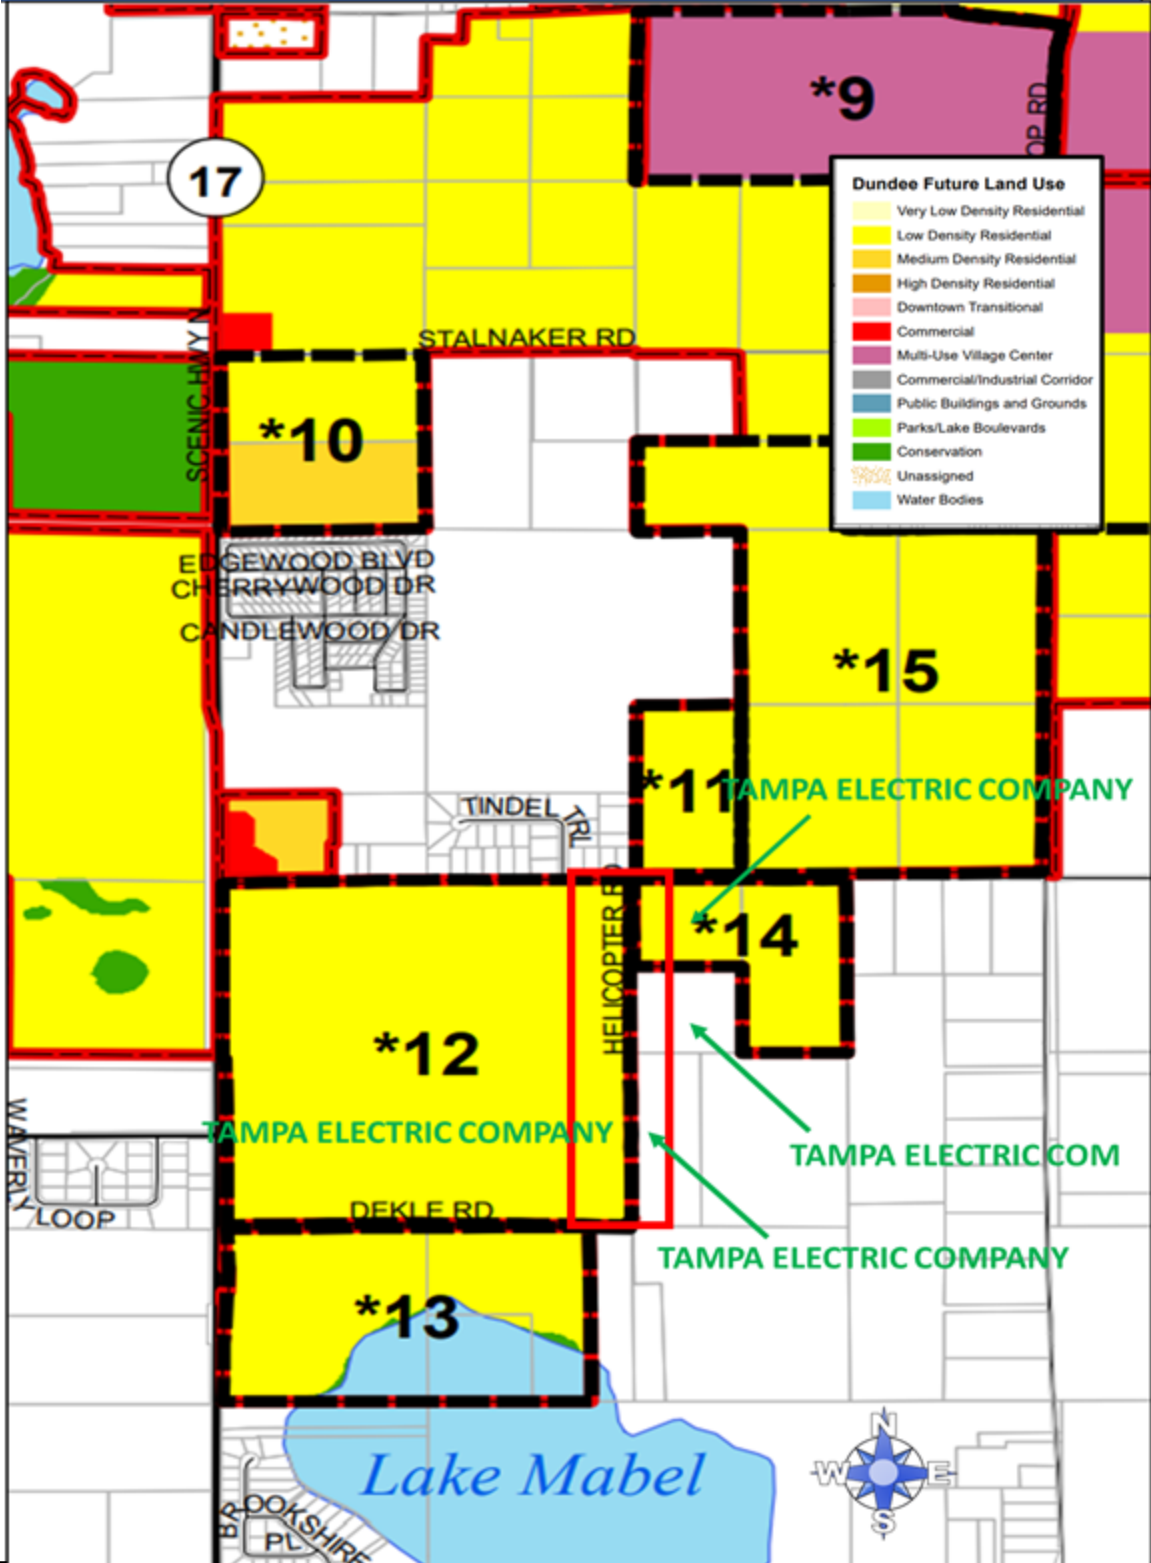 *9
OP RD
17
Dundee Future Land Use
Very Low Density Residential
Low Density Residential
Medium Density Residential
High Density Residential
Downtown Transitional
Commercial
Multi-Use Village Center
Commercial/Industrial Corridor
Public Buildings and Grounds
Parks/Lake Boulevards
Conservation
Unassigned
Water Bodies
STALNAKER RD
SCENIC HWY N
*10
EDGEWOOD BLVD
CHERRYWOOD DR
CANDLEWOOD DR
*15
*11
TAMPA ELECTRIC COMPANY
TINDEL TRL
HELICOPTER RD
*14
*12
TAMPA ELECTRIC COMPANY
TAMPA ELECTRIC COM
WAVERLY
LOOP
DEKLE RD
TAMPA ELECTRIC COMPANY
*13
Lake Mabel
N
W
E
S
BROOKSHIRE
PL